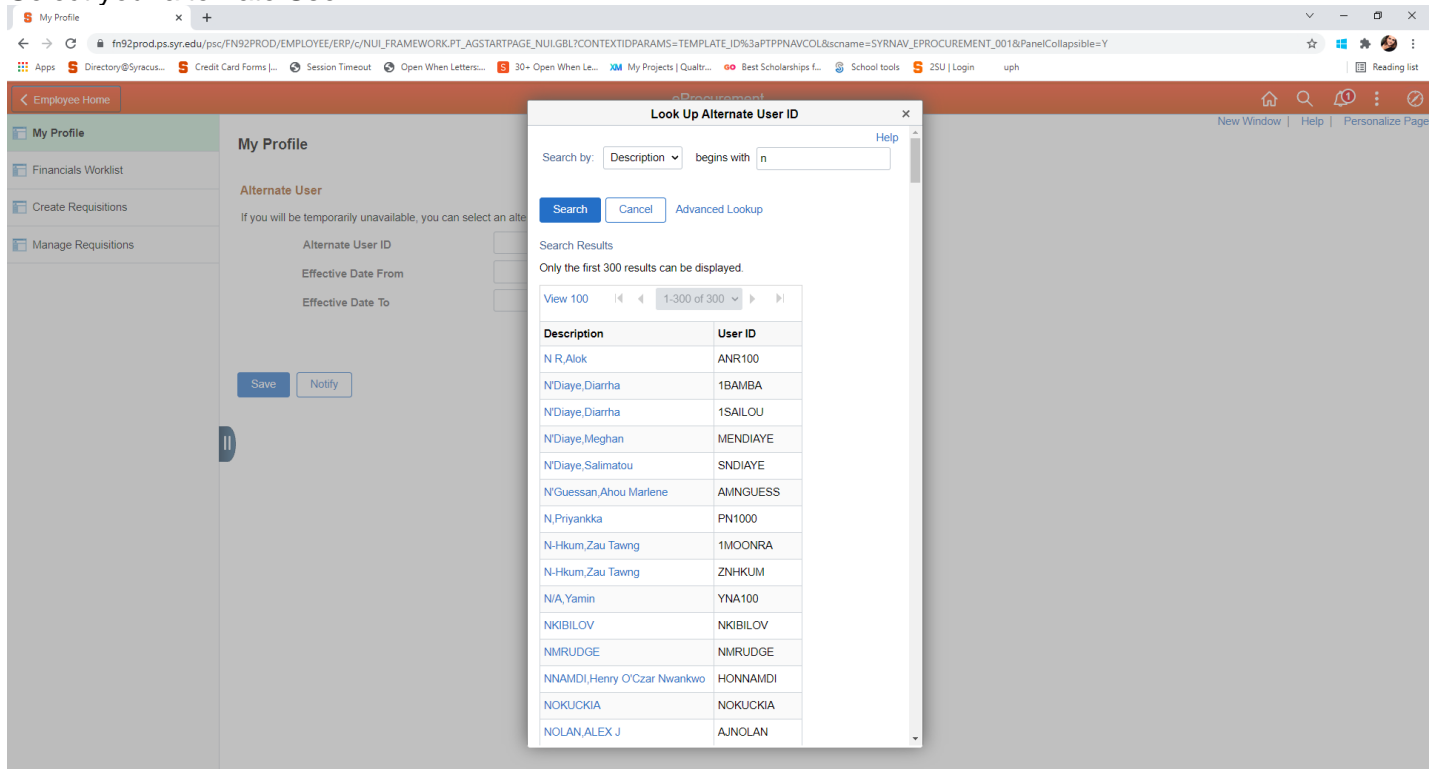 My Profile
fn92prod.ps.syr.edu/psc/FN92PROD/EMPLOYEE/ERP/c/NUI_FRAMEWORK.PT_AGSTARTPAGE_NUI.GBL?CONTEXTIDPARAMS=TEMPLATE_ID%3aPTPPNAVCOL&scname=SYRNAV_EPROCUREMENT_001&PanelCollapsible=Y
Apps Directory@Syracus... Credit Card Forms |... Session Timeout Open When Letters:... 30+ Open When Le... My Projects | Qualtr... Best Scholarships f... School tools 2SU | Login uph Reading list
Employee Home
New Window | Help | Personalize Page
My Profile
Financials Worklist
Create Requisitions
Manage Requisitions
My Profile
Alternate User
If you will be temporarily unavailable, you can select an alte
Alternate User ID
Effective Date From
Effective Date To
Save Notify
Look Up Alternate User ID
Help
Search by: Description begins with n
Search Cancel Advanced Lookup
Search Results
Only the first 300 results can be displayed.
View 100 1-300 of 300
Description User ID
N R,Alok ANR100
N'Diaye,Diarrha 1BAMBA
N'Diaye,Diarrha 1SAILOU
N'Diaye,Meghan MENDIAYE
N'Diaye,Salimatou SNDIAYE
N'Guessan,Ahou Marlene AMNGUESS
N,Priyankka PN1000
N-Hkum,Zau Tawng 1MOONRA
N-Hkum,Zau Tawng ZNHKUM
N/A,Yamin YNA100
NKIBILOV NKIBILOV
NMRUDGE NMRUDGE
NNAMDI,Henry O'Czar Nwankwo HONNAMDI
NOKUCKIA NOKUCKIA
NOLAN,ALEX J AJNOLAN